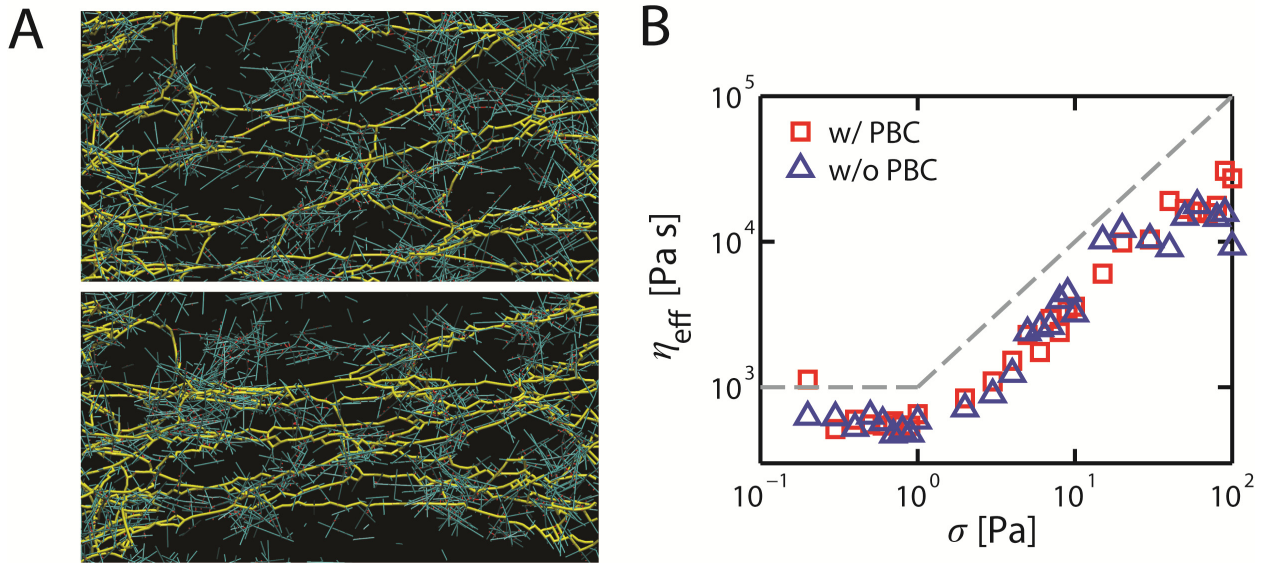 A
B
10^5
w/ PBC
w/o PBC
10^4
η_eff [Pa s]
10^3
10^-1
10^0
10^1
10^2
σ [Pa]